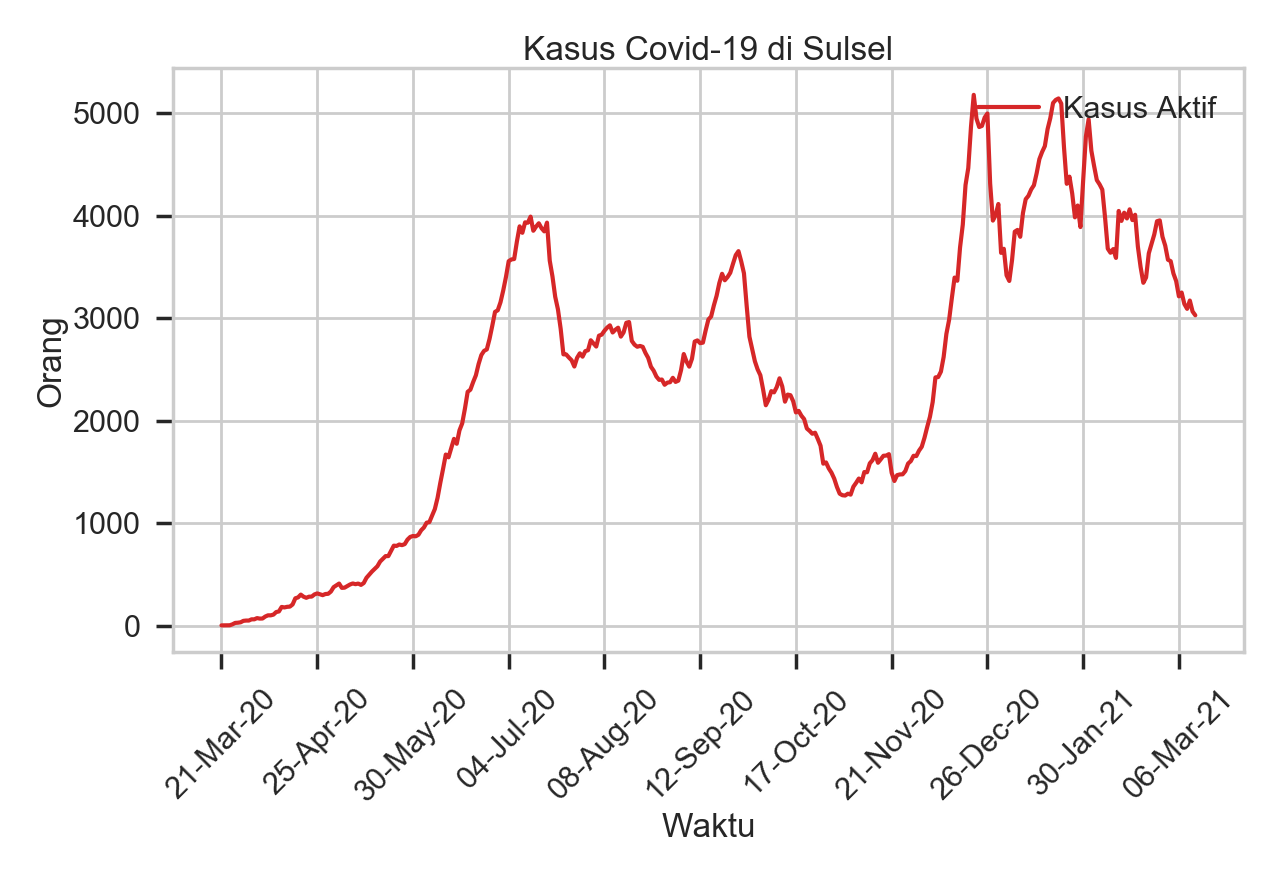 Kasus Covid-19 di Sulsel
Kasus Aktif
5000
4000
3000
2000
1000
0
Orang
21-Mar-20
25-Apr-20
30-May-20
04-Jul-20
08-Aug-20
12-Sep-20
17-Oct-20
21-Nov-20
26-Dec-20
30-Jan-21
06-Mar-21
Waktu